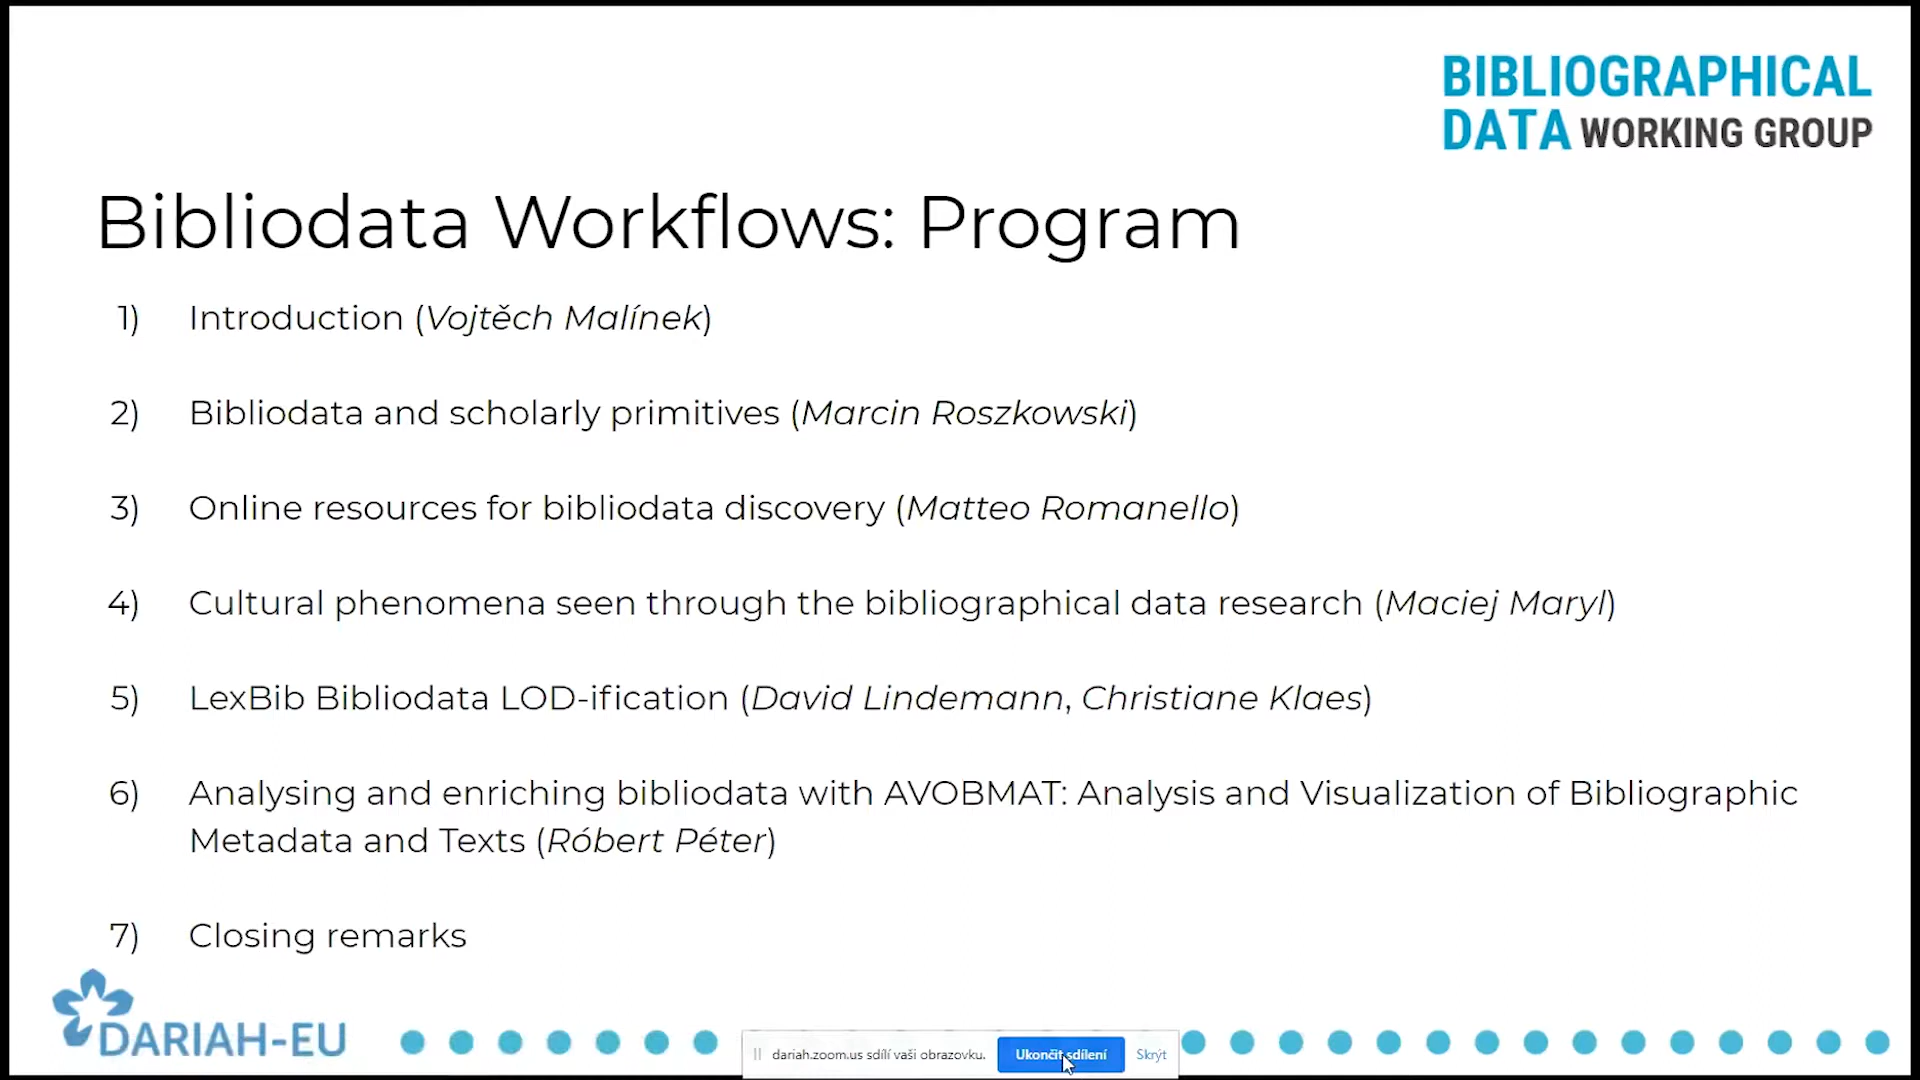 BIBLIOGRAPHICAL
DATA WORKING GROUP
Bibliodata Workflows: Program
1) Introduction (Vojtěch Malínek)
2) Bibliodata and scholarly primitives (Marcin Roszkowski)
3) Online resources for bibliodata discovery (Matteo Romanello)
4) Cultural phenomena seen through the bibliographical data research (Maciej Maryl)
5) LexBib Bibliodata LOD-ification (David Lindemann, Christiane Klaes)
6) Analysing and enriching bibliodata with AVOBMAT: Analysis and Visualization of Bibliographic
Metadata and Texts (Róbert Péter)
7) Closing remarks
DARIAH-EU
dariah.zoom.us sdílí vaši obrazovku. Ukončit sdílení Skrýt